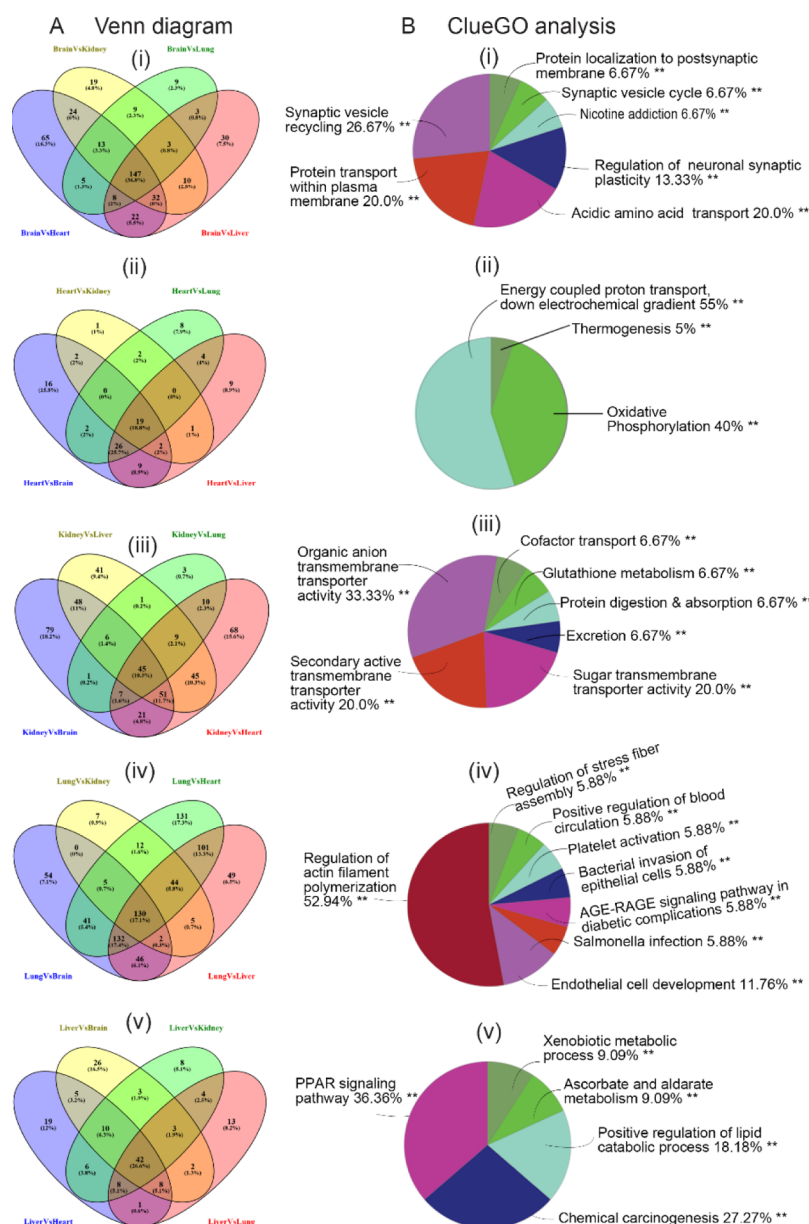 A Venn diagram
B ClueGO analysis
(i)
BrainVsKidney
BrainVsLung
19
(4.8%)
9
(2.3%)
24
(6%)
9
(2.3%)
3
(0.8%)
65
(16.3%)
13
(3.3%)
3
(0.8%)
30
(7.5%)
147
(36.8%)
5
(1.3%)
10
(2.5%)
8
(2%)
32
(8%)
22
(5.5%)
BrainVsHeart
BrainVsLiver
(i)
Protein localization to postsynaptic
membrane 6.67% **
Synaptic vesicle cycle 6.67% **
Nicotine addiction 6.67% **
Regulation of neuronal synaptic
plasticity 13.33% **
Acidic amino acid transport 20.0% **
Protein transport
within plasma
membrane 20.0% **
Synaptic vesicle
recycling 26.67% **
(ii)
HeartVsKidney
HeartVsLung
1
(1%)
8
(7.9%)
2
(2%)
2
(2%)
4
(4%)
16
(15.8%)
0
(0%)
0
(0%)
9
(8.9%)
19
(18.8%)
2
(2%)
1
(1%)
26
(25.7%)
2
(2%)
9
(8.9%)
HeartVsBrain
HeartVsLiver
(ii)
Energy coupled proton transport,
down electrochemical gradient 55% **
Thermogenesis 5% **
Oxidative
Phosphorylation 40% **
(iii)
KidneyVsLiver
KidneyVsLung
41
(9.4%)
3
(0.7%)
48
(11%)
1
(0.2%)
10
(2.3%)
79
(18.2%)
6
(1.4%)
9
(2.1%)
68
(15.6%)
45
(10.3%)
1
(0.2%)
45
(10.3%)
7
(1.6%)
51
(11.7%)
21
(4.8%)
KidneyVsBrain
KidneyVsHeart
(iii)
Cofactor transport 6.67% **
Glutathione metabolism 6.67% **
Protein digestion & absorption 6.67% **
Excretion 6.67% **
Sugar transmembrane
transporter activity 20.0% **
Secondary active
transmembrane
transporter
activity 20.0% **
Organic anion
transmembrane
transporter
activity 33.33% **
(iv)
LungVsKidney
LungVsHeart
7
(0.9%)
131
(17.3%)
0
(0%)
12
(1.6%)
101
(13.3%)
54
(7.1%)
5
(0.7%)
44
(5.8%)
49
(6.5%)
130
(17.1%)
41
(5.4%)
5
(0.7%)
132
(17.4%)
2
(0.3%)
46
(6.1%)
LungVsBrain
LungVsLiver
(iv)
Regulation of stress fiber
assembly 5.88% **
Positive regulation of blood
circulation 5.88% **
Platelet activation 5.88% **
Bacterial invasion of
epithelial cells 5.88% **
AGE-RAGE signaling pathway in
diabetic complications 5.88% **
Salmonella infection 5.88% **
Endothelial cell development 11.76% **
Regulation of
actin filament
polymerization
52.94% **
(v)
LiverVsBrain
LiverVsKidney
26
(16.5%)
8
(5.1%)
5
(3.2%)
3
(1.9%)
4
(2.5%)
19
(12%)
10
(6.3%)
3
(1.9%)
13
(8.2%)
42
(26.6%)
6
(3.8%)
2
(1.3%)
8
(5.1%)
8
(5.1%)
1
(0.6%)
LiverVsHeart
LiverVsLung
(v)
Xenobiotic metabolic
process 9.09% **
Ascorbate and aldarate
metabolism 9.09% **
Positive regulation of lipid
catabolic process 18.18% **
Chemical carcinogenesis 27.27% **
PPAR signaling
pathway 36.36% **